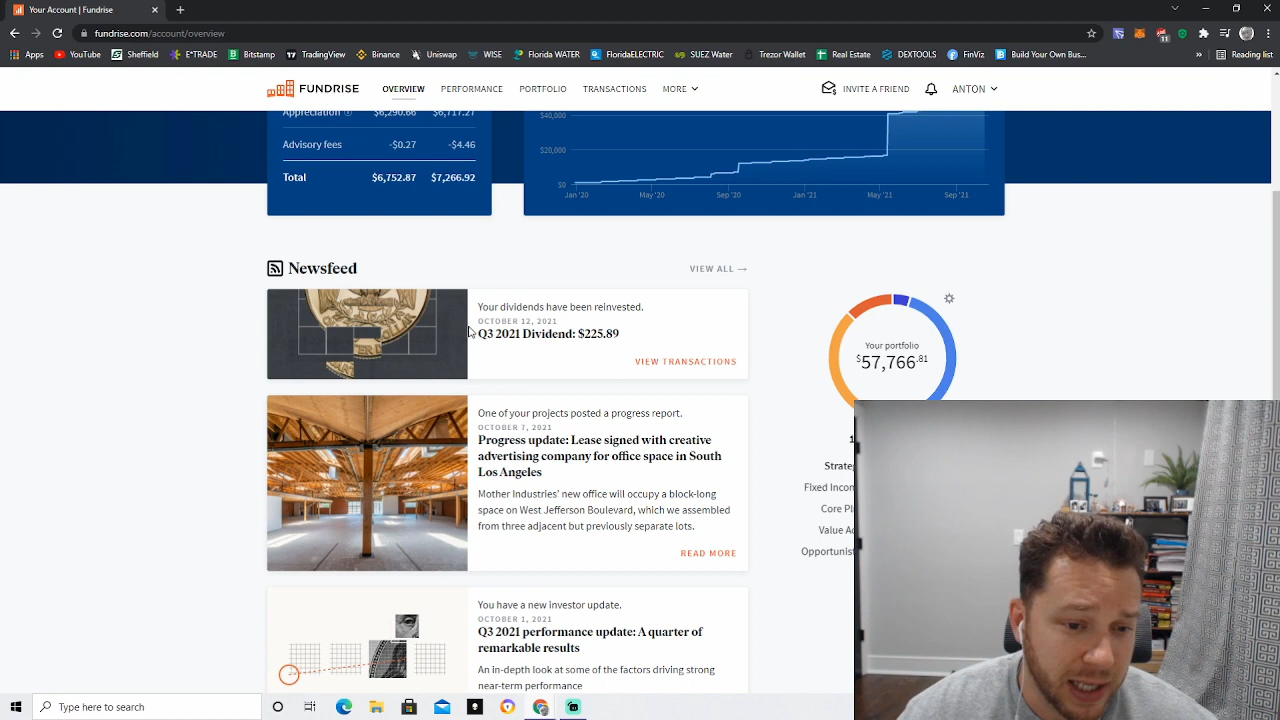 Your Account | Fundrise
fundrise.com/account/overview
Apps YouTube Sheffield E*TRADE Bitstamp TradingView Binance Uniswap WISE Florida WATER FloridaELECTRIC SUEZ Water Trezor Wallet Real Estate DEXTOOLS FinViz Build Your Own Bus... Reading list
FUNDRISE OVERVIEW PERFORMANCE PORTFOLIO TRANSACTIONS MORE INVITE A FRIEND ANTON
Appreciation $6,290.66 $6,717.27
Advisory fees -$0.27 -$4.46
Total $6,752.87 $7,266.92
$40,000
$20,000
$0
Jan '20 May '20 Sep '20 Jan '21 May '21 Sep '21
Newsfeed VIEW ALL →
Your dividends have been reinvested.
OCTOBER 12, 2021
Q3 2021 Dividend: $225.89
VIEW TRANSACTIONS
Your portfolio
$57,766.81
One of your projects posted a progress report.
OCTOBER 7, 2021
Progress update: Lease signed with creative
advertising company for office space in South
Los Angeles
Mother Industries' new office will occupy a block-long
space on West Jefferson Boulevard, which we assembled
from three adjacent but previously separate lots.
READ MORE
Strate
Fixed Incom
Core Pl
Value Ad
Opportunist
You have a new investor update.
OCTOBER 1, 2021
Q3 2021 performance update: A quarter of
remarkable results
An in-depth look at some of the factors driving strong
near-term performance
Type here to search